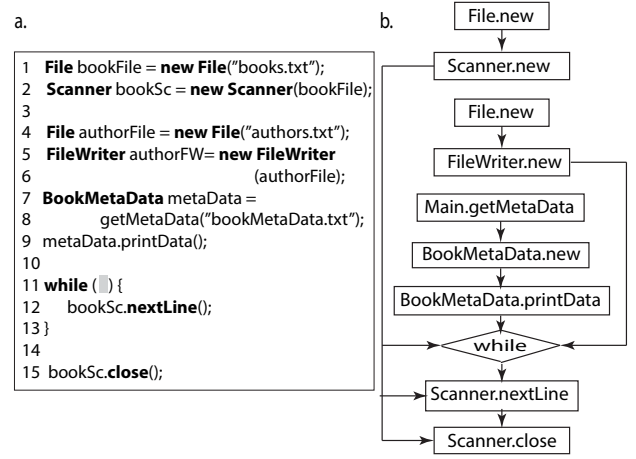 a.
1 File bookFile = new File("books.txt");
2 Scanner bookSc = new Scanner(bookFile);
3
4 File authorFile = new File("authors.txt");
5 FileWriter authorFW= new FileWriter
6 (authorFile);
7 BookMetaData metaData =
8 getMetaData("bookMetaData.txt");
9 metaData.printData();
10
11 while ( ) {
12 bookSc.nextLine();
13 }
14
15 bookSc.close();
b.
File.new
Scanner.new
File.new
FileWriter.new
Main.getMetaData
BookMetaData.new
BookMetaData.printData
while
Scanner.nextLine
Scanner.close